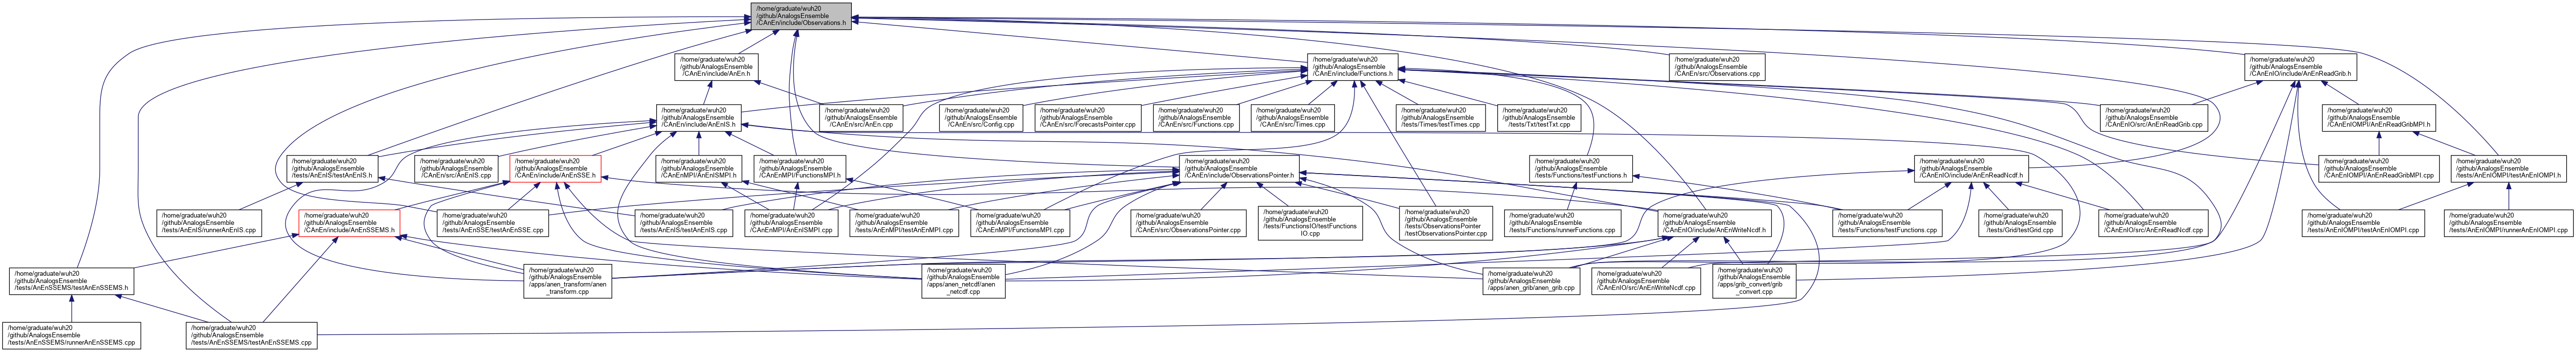 /home/graduate/wuh20
/github/AnalogsEnsemble
/CAnEn/include/Observations.h
/home/graduate/wuh20
/github/AnalogsEnsemble
/CAnEn/include/AnEn.h
/home/graduate/wuh20
/github/AnalogsEnsemble
/CAnEn/include/Functions.h
/home/graduate/wuh20
/github/AnalogsEnsemble
/CAnEn/src/Observations.cpp
/home/graduate/wuh20
/github/AnalogsEnsemble
/CAnEnIO/include/AnEnReadGrib.h
/home/graduate/wuh20
/github/AnalogsEnsemble
/CAnEn/include/AnEnIS.h
/home/graduate/wuh20
/github/AnalogsEnsemble
/CAnEn/src/AnEn.cpp
/home/graduate/wuh20
/github/AnalogsEnsemble
/CAnEn/src/Config.cpp
/home/graduate/wuh20
/github/AnalogsEnsemble
/CAnEn/src/ForecastsPointer.cpp
/home/graduate/wuh20
/github/AnalogsEnsemble
/CAnEn/src/Functions.cpp
/home/graduate/wuh20
/github/AnalogsEnsemble
/CAnEn/src/Times.cpp
/home/graduate/wuh20
/github/AnalogsEnsemble
/tests/Times/testTimes.cpp
/home/graduate/wuh20
/github/AnalogsEnsemble
/tests/Txt/testTxt.cpp
/home/graduate/wuh20
/github/AnalogsEnsemble
/CAnEnIO/src/AnEnReadGrib.cpp
/home/graduate/wuh20
/github/AnalogsEnsemble
/CAnEnIOMPI/AnEnReadGribMPI.h
/home/graduate/wuh20
/github/AnalogsEnsemble
/tests/AnEnIS/testAnEnIS.h
/home/graduate/wuh20
/github/AnalogsEnsemble
/CAnEn/src/AnEnIS.cpp
/home/graduate/wuh20
/github/AnalogsEnsemble
/CAnEn/include/AnEnSSE.h
/home/graduate/wuh20
/github/AnalogsEnsemble
/CAnEnMPI/AnEnISMPI.h
/home/graduate/wuh20
/github/AnalogsEnsemble
/CAnEnMPI/FunctionsMPI.h
/home/graduate/wuh20
/github/AnalogsEnsemble
/CAnEn/include/ObservationsPointer.h
/home/graduate/wuh20
/github/AnalogsEnsemble
/tests/Functions/testFunctions.h
/home/graduate/wuh20
/github/AnalogsEnsemble
/CAnEnIO/include/AnEnReadNcdf.h
/home/graduate/wuh20
/github/AnalogsEnsemble
/CAnEnIOMPI/AnEnReadGribMPI.cpp
/home/graduate/wuh20
/github/AnalogsEnsemble
/tests/AnEnIOMPI/testAnEnIOMPI.h
/home/graduate/wuh20
/github/AnalogsEnsemble
/tests/AnEnIS/runnerAnEnIS.cpp
/home/graduate/wuh20
/github/AnalogsEnsemble
/CAnEn/include/AnEnSSEMS.h
/home/graduate/wuh20
/github/AnalogsEnsemble
/tests/AnEnSSE/testAnEnSSE.cpp
/home/graduate/wuh20
/github/AnalogsEnsemble
/tests/AnEnIS/testAnEnIS.cpp
/home/graduate/wuh20
/github/AnalogsEnsemble
/CAnEnMPI/AnEnISMPI.cpp
/home/graduate/wuh20
/github/AnalogsEnsemble
/tests/AnEnMPI/testAnEnMPI.cpp
/home/graduate/wuh20
/github/AnalogsEnsemble
/CAnEnMPI/FunctionsMPI.cpp
/home/graduate/wuh20
/github/AnalogsEnsemble
/CAnEn/src/ObservationsPointer.cpp
/home/graduate/wuh20
/github/AnalogsEnsemble
/tests/FunctionsIO/testFunctions
IO.cpp
/home/graduate/wuh20
/github/AnalogsEnsemble
/tests/ObservationsPointer
/testObservationsPointer.cpp
/home/graduate/wuh20
/github/AnalogsEnsemble
/tests/Functions/runnerFunctions.cpp
/home/graduate/wuh20
/github/AnalogsEnsemble
/CAnEnIO/include/AnEnWriteNcdf.h
/home/graduate/wuh20
/github/AnalogsEnsemble
/tests/Functions/testFunctions.cpp
/home/graduate/wuh20
/github/AnalogsEnsemble
/tests/Grid/testGrid.cpp
/home/graduate/wuh20
/github/AnalogsEnsemble
/CAnEnIO/src/AnEnReadNcdf.cpp
/home/graduate/wuh20
/github/AnalogsEnsemble
/tests/AnEnIOMPI/testAnEnIOMPI.cpp
/home/graduate/wuh20
/github/AnalogsEnsemble
/tests/AnEnIOMPI/runnerAnEnIOMPI.cpp
/home/graduate/wuh20
/github/AnalogsEnsemble
/tests/AnEnSSEMS/testAnEnSSEMS.h
/home/graduate/wuh20
/github/AnalogsEnsemble
/apps/anen_transform/anen
_transform.cpp
/home/graduate/wuh20
/github/AnalogsEnsemble
/apps/anen_netcdf/anen
_netcdf.cpp
/home/graduate/wuh20
/github/AnalogsEnsemble
/apps/anen_grib/anen_grib.cpp
/home/graduate/wuh20
/github/AnalogsEnsemble
/CAnEnIO/src/AnEnWriteNcdf.cpp
/home/graduate/wuh20
/github/AnalogsEnsemble
/apps/grib_convert/grib
_convert.cpp
/home/graduate/wuh20
/github/AnalogsEnsemble
/tests/AnEnSSEMS/runnerAnEnSSEMS.cpp
/home/graduate/wuh20
/github/AnalogsEnsemble
/tests/AnEnSSEMS/testAnEnSSEMS.cpp